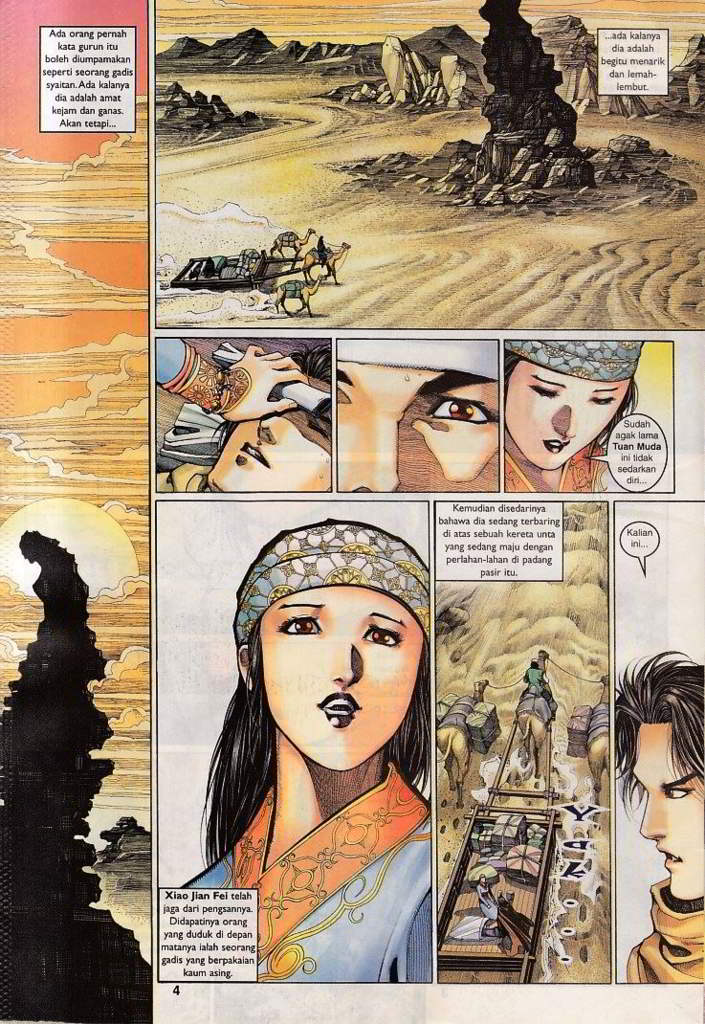 Ada orang pernah
kata gurun itu
boleh diumpamakan
seperti seorang gadis
syaitan. Ada kalanya
dia adalah amat
kejam dan ganas.
Akan tetapi...
...ada kalanya
dia adalah
begitu menarik
dan lemah-
lembut.
Sudah
agak lama
Tuan Muda
ini tidak
sedarkan
diri...
Xiao Jian Fei telah
jaga dari pengsannya.
Didapatinya orang
yang duduk di depan
matanya ialah seorang
gadis yang berpakaian
kaum asing.
Kemudian disedarinya
bahawa dia sedang terbaring
di atas sebuah kereta unta
yang sedang maju dengan
perlahan-lahan di padang
pasir itu.
Kalian
ini...
4